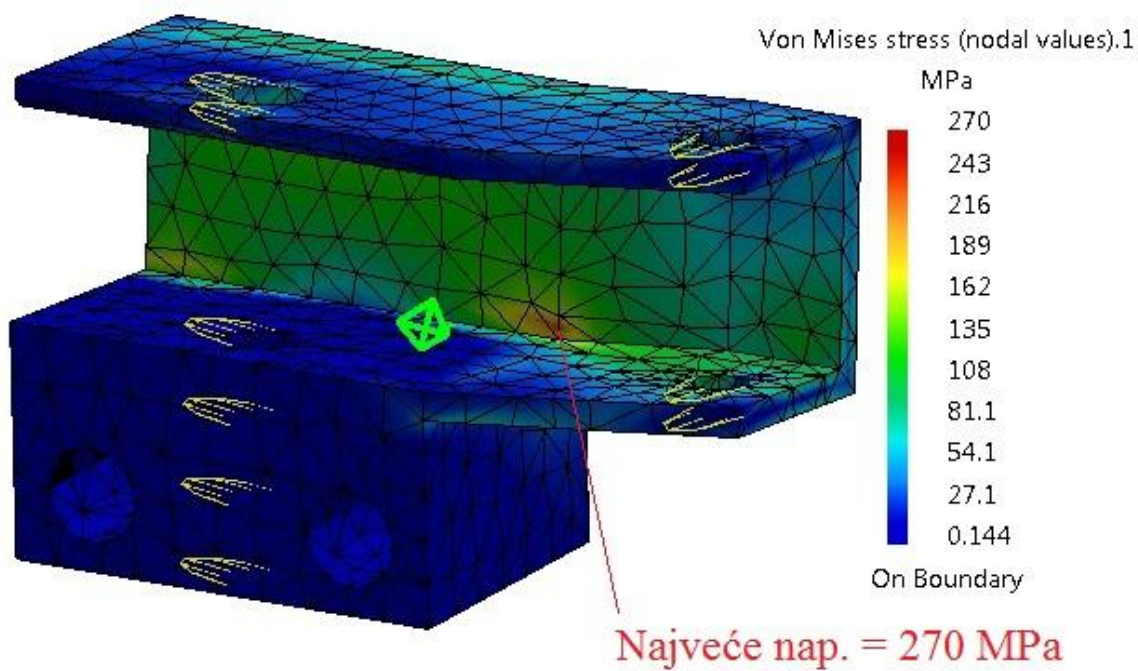 Von Mises stress (nodal values).1
MPa
270
243
216
189
162
135
108
81.1
54.1
27.1
0.144
On Boundary
Najveće nap. = 270 MPa